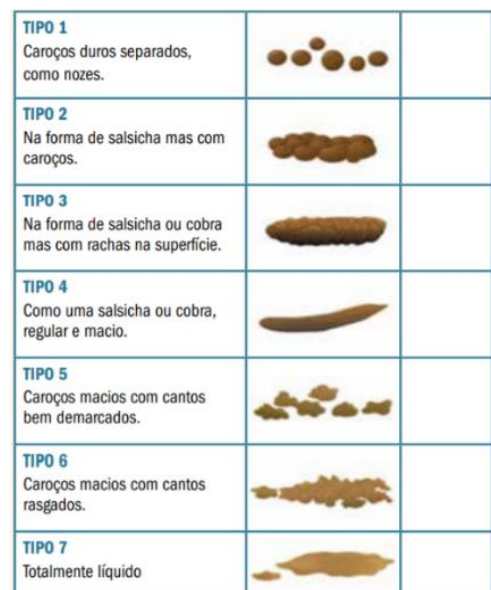 TIPO 1
Caroços duros separados,
como nozes.
TIPO 2
Na forma de salsicha mas com
caroços.
TIPO 3
Na forma de salsicha ou cobra
mas com rachas na superfície.
TIPO 4
Como uma salsicha ou cobra,
regular e macio.
TIPO 5
Caroços macios com cantos
bem demarcados.
TIPO 6
Caroços macios com cantos
rasgados.
TIPO 7
Totalmente líquido